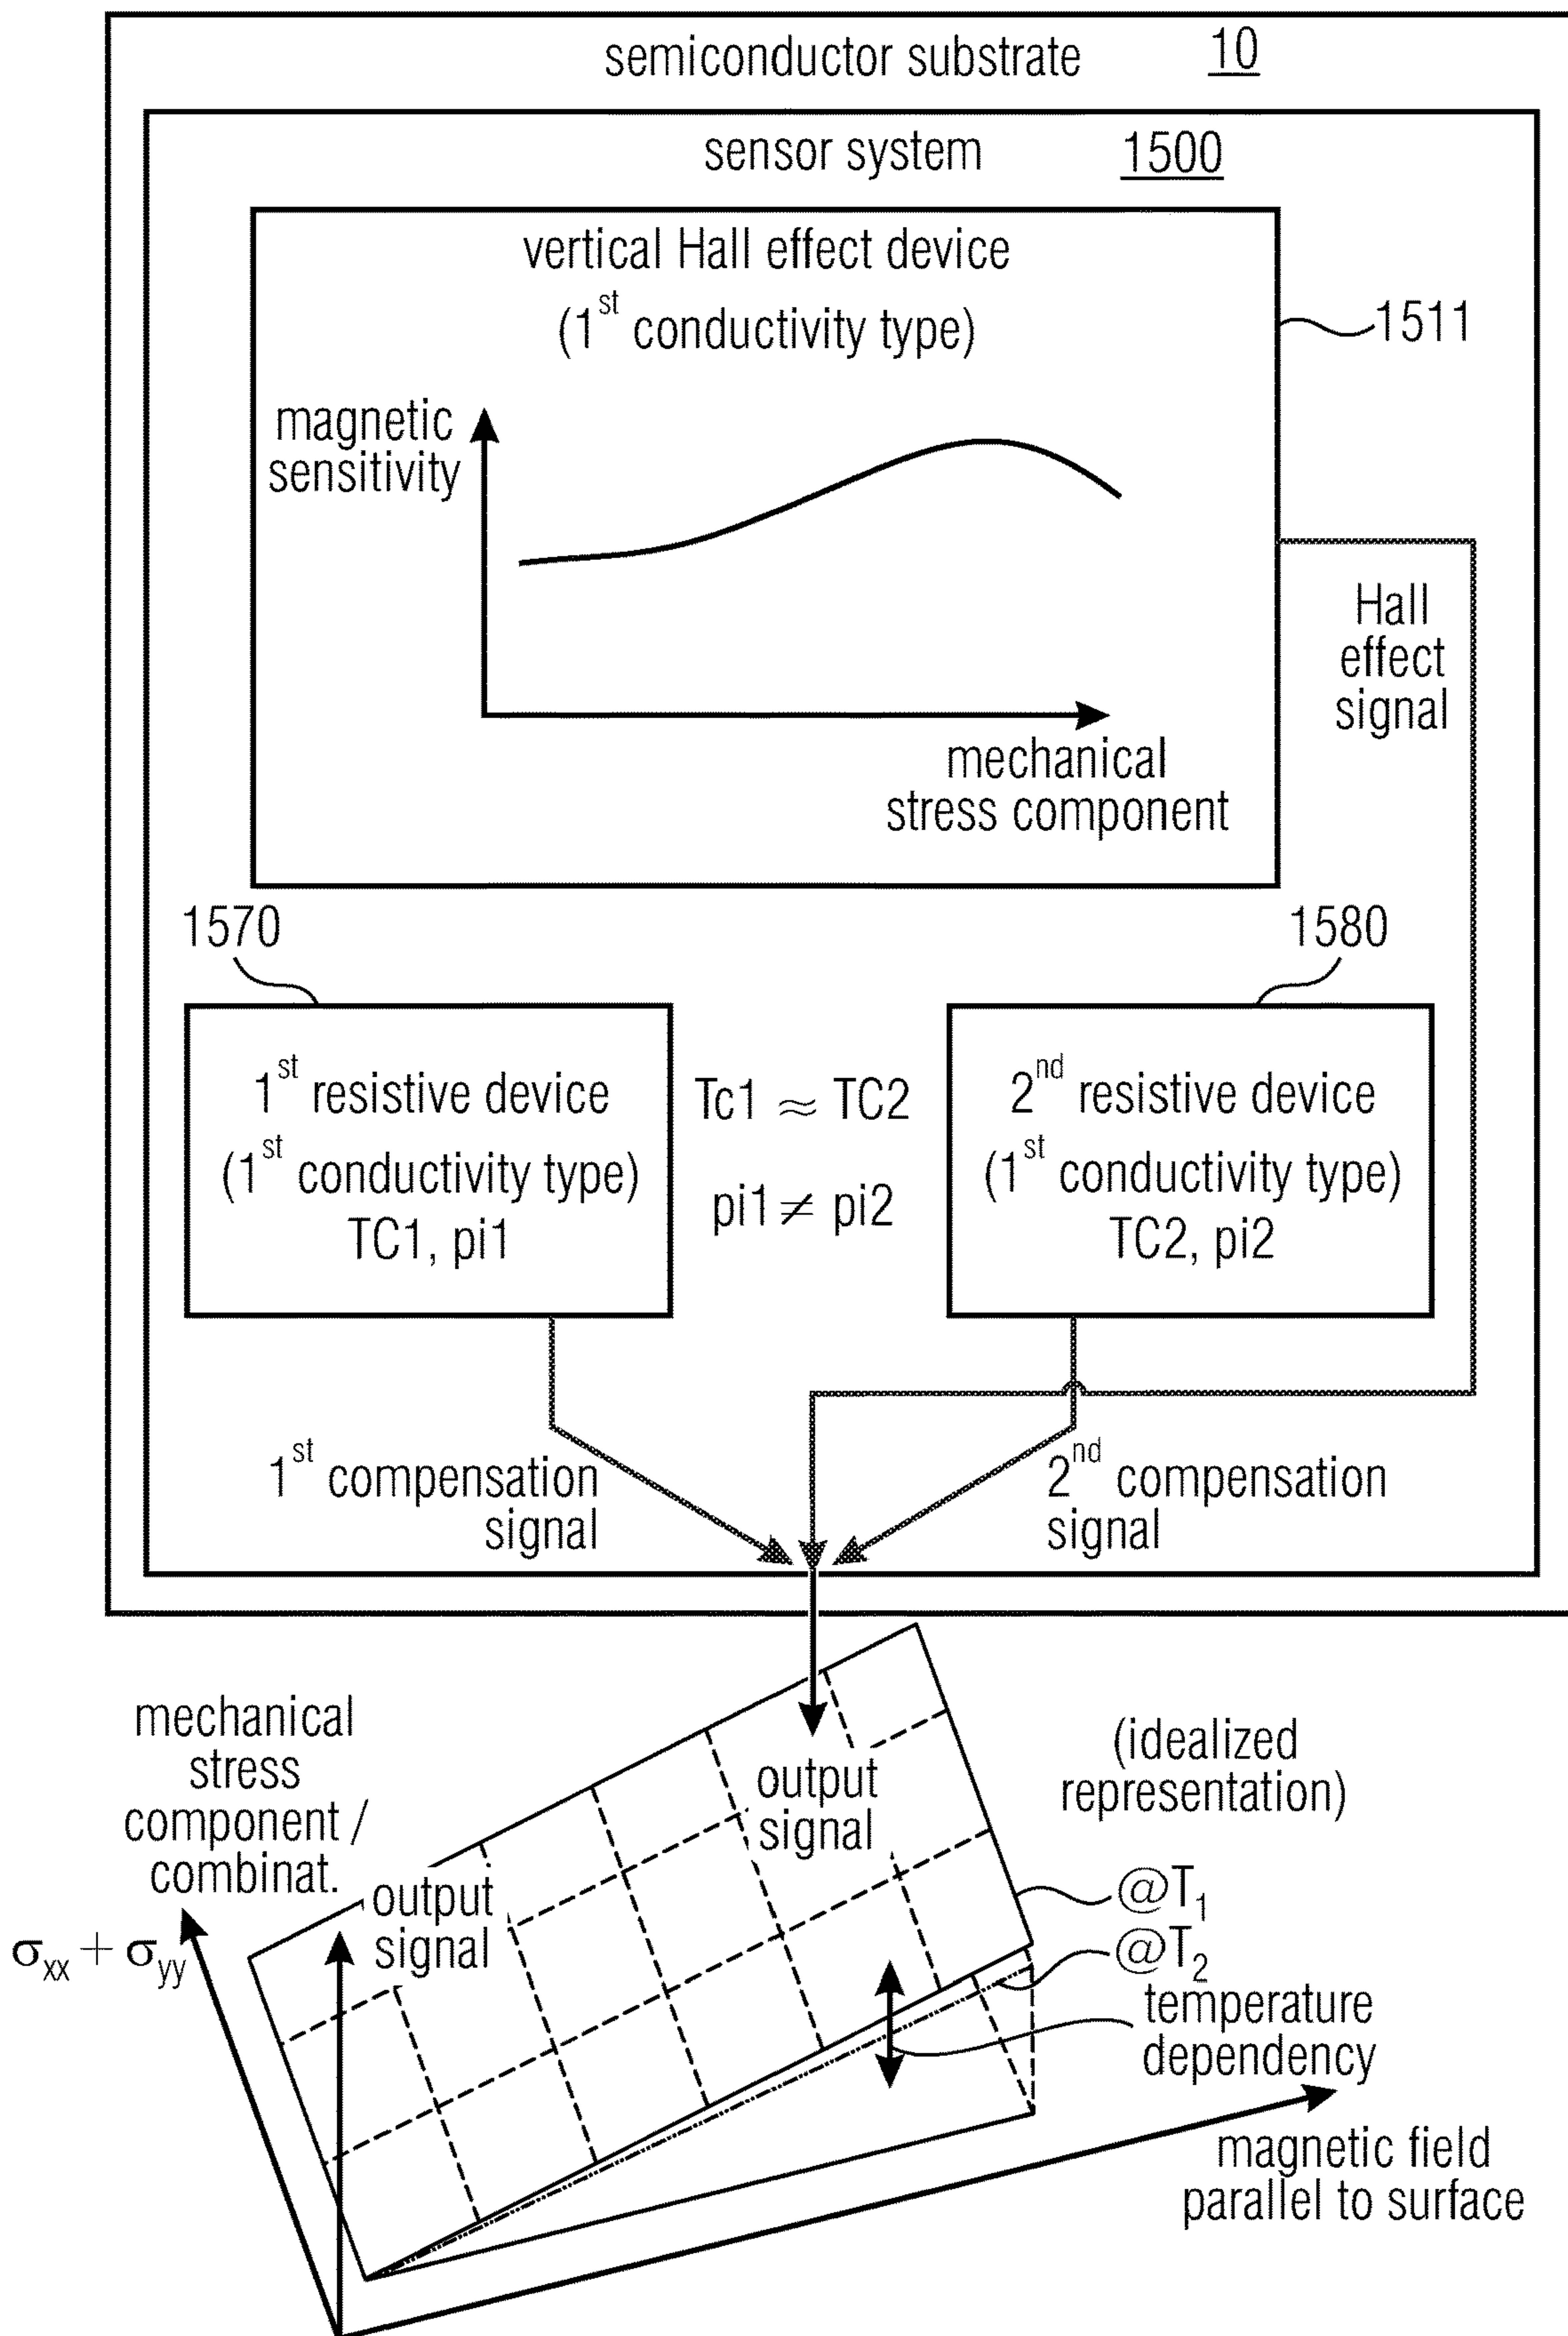 semiconductor substrate 10
sensor system 1500
vertical Hall effect device
(1st conductivity type)
1511
magnetic
sensitivity
mechanical
stress component
Hall
effect
signal
1570
1580
1st resistive device
(1st conductivity type)
TC1, pi1
Tc1 ≈ TC2
pi1 ≠ pi2
2nd resistive device
(1st conductivity type)
TC2, pi2
1st compensation
signal
2nd compensation
signal
mechanical
stress
component /
combinat.
σxx + σyy
output
signal
output
signal
(idealized
representation)
@T1
@T2
temperature
dependency
magnetic field
parallel to surface